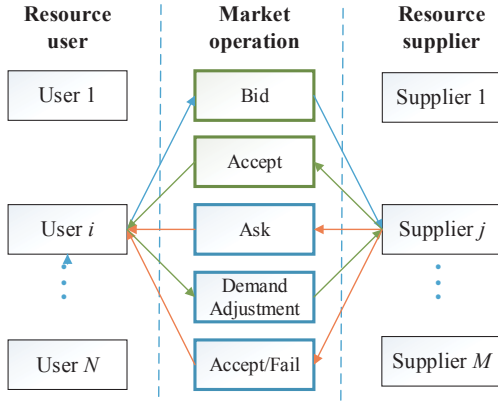 Resource
user
Market
operation
Resource
supplier
User 1
Bid
Supplier 1
Accept
User i
Ask
Supplier j
Demand
Adjustment
User N
Accept/Fail
Supplier M